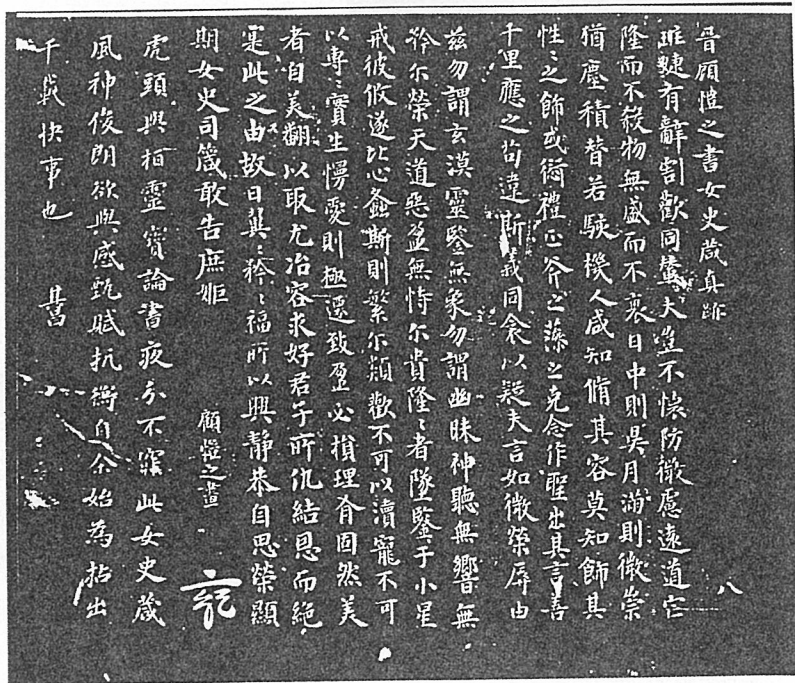 八
晉顧愷之書女史箴真跡
班婕有辭割歡同輦夫豈不懷防微慮遠道
隆而不殺物無盛而不衰日中則昃月滿則微崇
猶塵積替若駭機人咸知脩其容莫知飾其
性〻之飾或愆禮正斧之藻之克念作聖出其言善
千里應之苟違斯義同衾以疑夫言如微榮辱由
茲勿謂玄漠靈鑒無象勿謂幽昧神聽無響無
矜尔榮天道惡盈無恃尔貴隆〻者墜鑒于小星
戒彼攸遂比心螽斯則繁尔類歡不可以瀆寵不可
以專〻實生慢愛則極遷致盈必損理有固然美
者自美翩以取尤冶容求好君子所仇結恩而絕
寔此之由故曰翼〻矜〻福所以興靜恭自思榮顯
期女史司箴敢告庶姬
顧愷之畫
虎頭與桓靈寶論書夜分不寐此女史箴
風神俊朗欲與感甄賦抗衡自余始為拈出
千載快事也 其昌